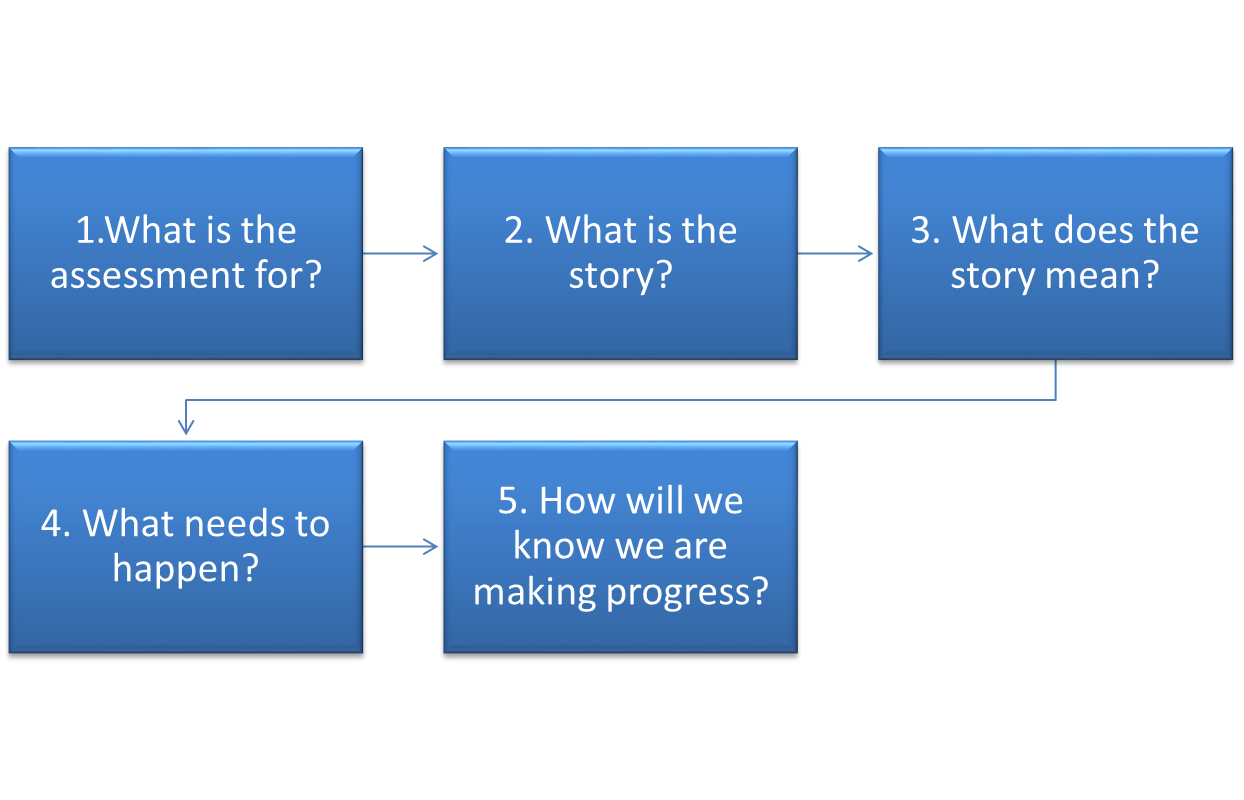 1.What is the
assessment for?
2. What is the
story?
3. What does the
story mean?
4. What needs to
happen?
5. How will we
know we are
making progress?